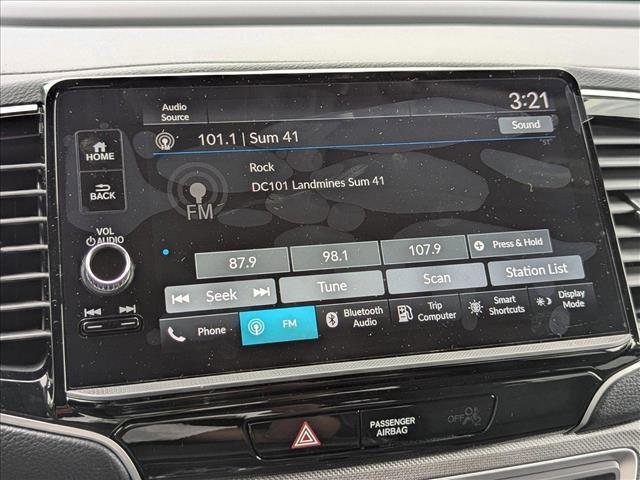 Audio
Source
3:21
101.1 | Sum 41
Sound
ST
HOME
BACK
Rock
DC101 Landmines Sum 41
FM
VOL
AUDIO
87.9
98.1
107.9
Press & Hold
Seek
Tune
Scan
Station List
Phone
FM
Bluetooth
Audio
Trip
Computer
Smart
Shortcuts
Display
Mode
PASSENGER
AIRBAG
OFF